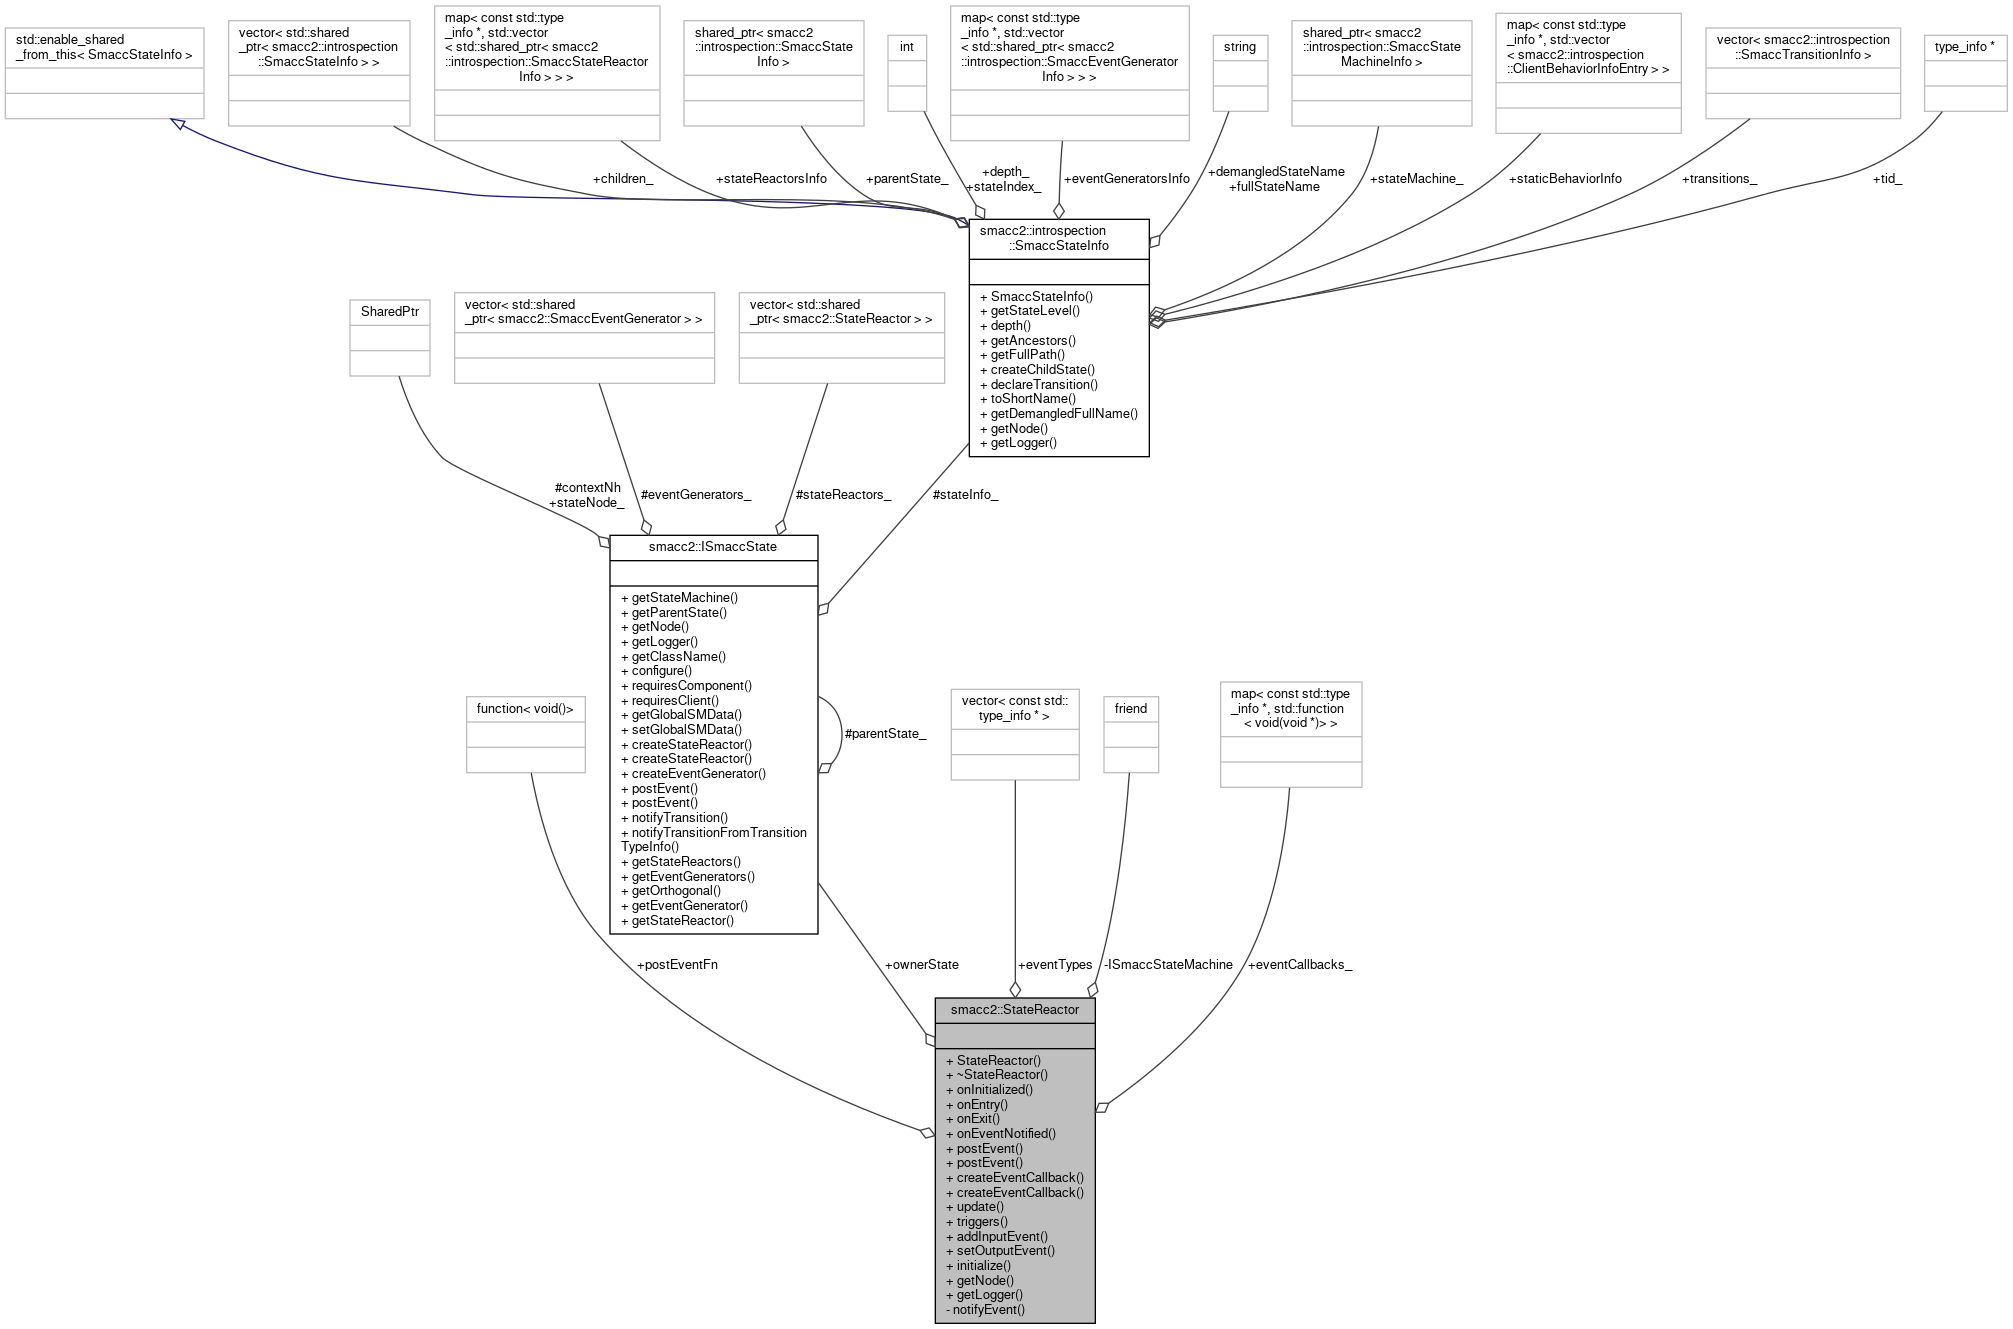 std::enable_shared
_from_this< SmaccStateInfo >
vector< std::shared
_ptr< smacc2::introspection
::SmaccStateInfo > >
map< const std::type
_info *, std::vector
< std::shared_ptr< smacc2
::introspection::SmaccStateReactor
Info > > >
shared_ptr< smacc2
::introspection::SmaccState
Info >
int
map< const std::type
_info *, std::vector
< std::shared_ptr< smacc2
::introspection::SmaccEventGenerator
Info > > >
string
shared_ptr< smacc2
::introspection::SmaccState
MachineInfo >
map< const std::type
_info *, std::vector
< smacc2::introspection
::ClientBehaviorInfoEntry > >
vector< smacc2::introspection
::SmaccTransitionInfo >
type_info *
+children_
+stateReactorsInfo
+parentState_
+depth_
+stateIndex_
+eventGeneratorsInfo
+demangledStateName
+fullStateName
+stateMachine_
+staticBehaviorInfo
+transitions_
+tid_
smacc2::introspection
::SmaccStateInfo
+ SmaccStateInfo()
+ getStateLevel()
+ depth()
+ getAncestors()
+ getFullPath()
+ createChildState()
+ declareTransition()
+ toShortName()
+ getDemangledFullName()
+ getNode()
+ getLogger()
SharedPtr
vector< std::shared
_ptr< smacc2::SmaccEventGenerator > >
vector< std::shared
_ptr< smacc2::StateReactor > >
#contextNh
+stateNode_
#eventGenerators_
#stateReactors_
#stateInfo_
smacc2::ISmaccState
+ getStateMachine()
+ getParentState()
+ getNode()
+ getLogger()
+ getClassName()
+ configure()
+ requiresComponent()
+ requiresClient()
+ getGlobalSMData()
+ setGlobalSMData()
+ createStateReactor()
+ createStateReactor()
+ createEventGenerator()
+ postEvent()
+ postEvent()
+ notifyTransition()
+ notifyTransitionFromTransition
TypeInfo()
+ getStateReactors()
+ getEventGenerators()
+ getOrthogonal()
+ getEventGenerator()
+ getStateReactor()
#parentState_
function< void()>
vector< const std::
type_info * >
friend
map< const std::type
_info *, std::function
< void(void *)> >
+postEventFn
+ownerState
+eventTypes
-ISmaccStateMachine
+eventCallbacks_
smacc2::StateReactor
+ StateReactor()
+ ~StateReactor()
+ onInitialized()
+ onEntry()
+ onExit()
+ onEventNotified()
+ postEvent()
+ postEvent()
+ createEventCallback()
+ createEventCallback()
+ update()
+ triggers()
+ addInputEvent()
+ setOutputEvent()
+ initialize()
+ getNode()
+ getLogger()
- notifyEvent()